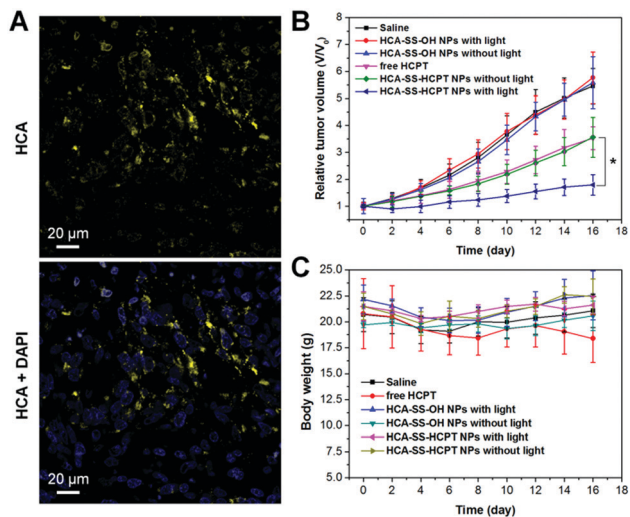 A
HCA
20 μm
HCA + DAPI
20 μm
B
Relative tumor volume (V/V₀)
7
6
5
4
3
2
1
Saline
HCA-SS-OH NPs with light
HCA-SS-OH NPs without light
free HCPT
HCA-SS-HCPT NPs without light
HCA-SS-HCPT NPs with light
*
0 2 4 6 8 10 12 14 16 18
Time (day)
C
Body weight (g)
25.0
22.5
20.0
17.5
15.0
12.5
10.0
7.5
5.0
Saline
free HCPT
HCA-SS-OH NPs with light
HCA-SS-OH NPs without light
HCA-SS-HCPT NPs with light
HCA-SS-HCPT NPs without light
0 2 4 6 8 10 12 14 16 18
Time (day)